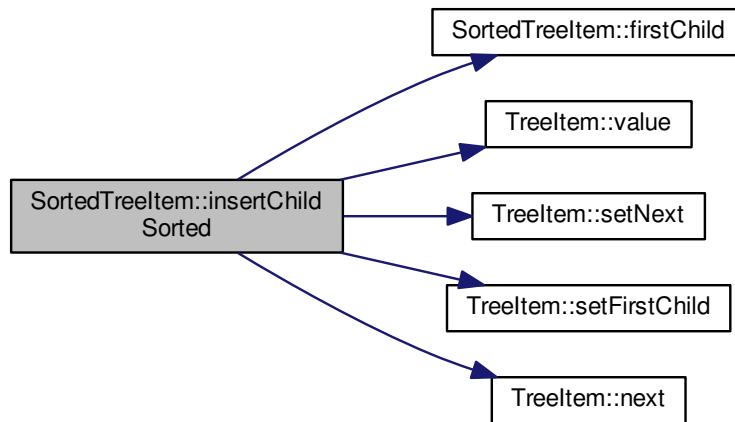 SortedTreeItem::firstChild
TreeItem::value
SortedTreeItem::insertChild
Sorted
TreeItem::setNext
TreeItem::setFirstChild
TreeItem::next